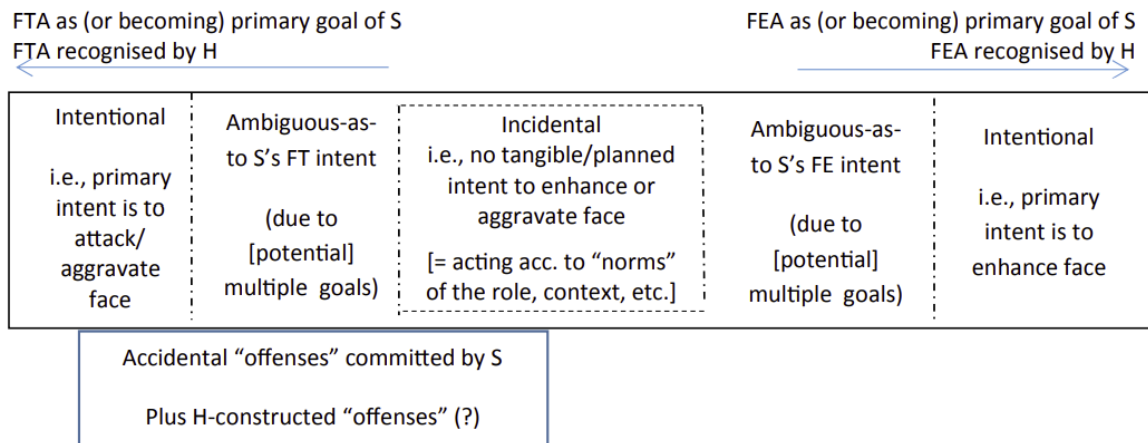 FTA as (or becoming) primary goal of S
FTA recognised by H
FEA as (or becoming) primary goal of S
FEA recognised by H
Intentional
i.e., primary
intent is to
attack/
aggravate
face
Ambiguous-as-
to S's FT intent
(due to
[potential]
multiple goals)
Incidental
i.e., no tangible/planned
intent to enhance or
aggravate face
[= acting acc. to “norms”
of the role, context, etc.]
Ambiguous-as-
to S's FE intent
(due to
[potential]
multiple goals)
Intentional
i.e., primary
intent is to
enhance face
Accidental “offenses” committed by S
Plus H-constructed “offenses” (?)